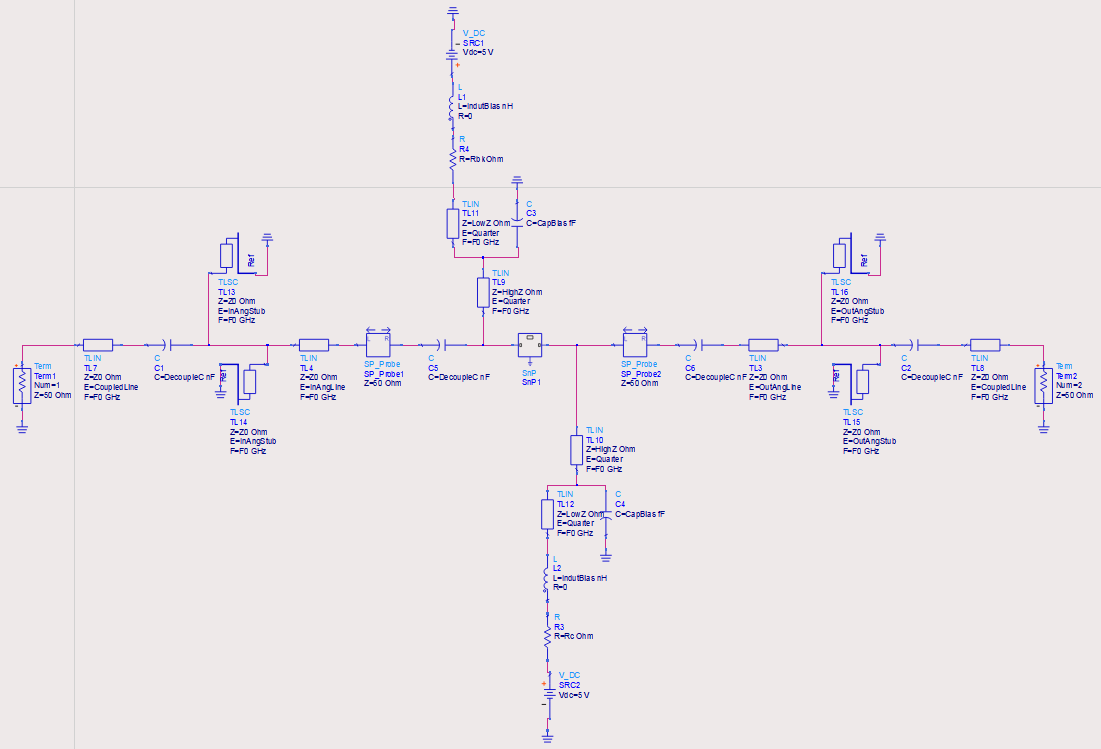 V_DC
SRC1
Vdc=5 V
L
L1
L=IndutBias nH
R=0
R
R4
R=Rbk Ohm
TLIN
TL11
Z=LowZ Ohm
E=Quarter
F=F0 GHz
C
C3
C=CapBias fF
TLIN
TL9
Z=HighZ Ohm
E=Quarter
F=F0 GHz
Ref
TLSC
TL13
Z=Z0 Ohm
E=InAngStub
F=F0 GHz
Ref
TLSC
TL16
Z=Z0 Ohm
E=OutAngStub
F=F0 GHz
Term
Term1
Num=1
Z=50 Ohm
TLIN
TL7
Z=Z0 Ohm
E=CoupledLine
F=F0 GHz
C
C1
C=DecoupleC nF
Ref
TLSC
TL14
Z=Z0 Ohm
E=InAngStub
F=F0 GHz
TLIN
TL4
Z=Z0 Ohm
E=InAngLine
F=F0 GHz
L R
SP_Probe
SP_Probe1
Z=50 Ohm
C
C5
C=DecoupleC nF
SnP
SnP1
L R
SP_Probe
SP_Probe2
Z=50 Ohm
C
C6
C=DecoupleC nF
TLIN
TL3
Z=Z0 Ohm
E=OutAngLine
F=F0 GHz
Ref
TLSC
TL15
Z=Z0 Ohm
E=OutAngStub
F=F0 GHz
C
C2
C=DecoupleC nF
TLIN
TL8
Z=Z0 Ohm
E=CoupledLine
F=F0 GHz
Term
Term2
Num=2
Z=50 Ohm
TLIN
TL10
Z=HighZ Ohm
E=Quarter
F=F0 GHz
TLIN
TL12
Z=LowZ Ohm
E=Quarter
F=F0 GHz
C
C4
C=CapBias fF
L
L2
L=IndutBias nH
R=0
R
R3
R=Rc Ohm
V_DC
SRC2
Vdc=5 V